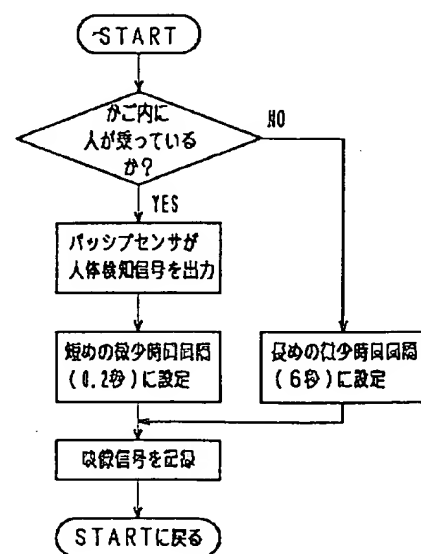 START
かご内に
人が乗っている
か?
NO
YES
パッシブセンサが
人体検知信号を出力
短めの微少時間間隔
(0.2秒)に設定
長めの微少時間間隔
(6秒)に設定
映像信号を記録
STARTに戻る